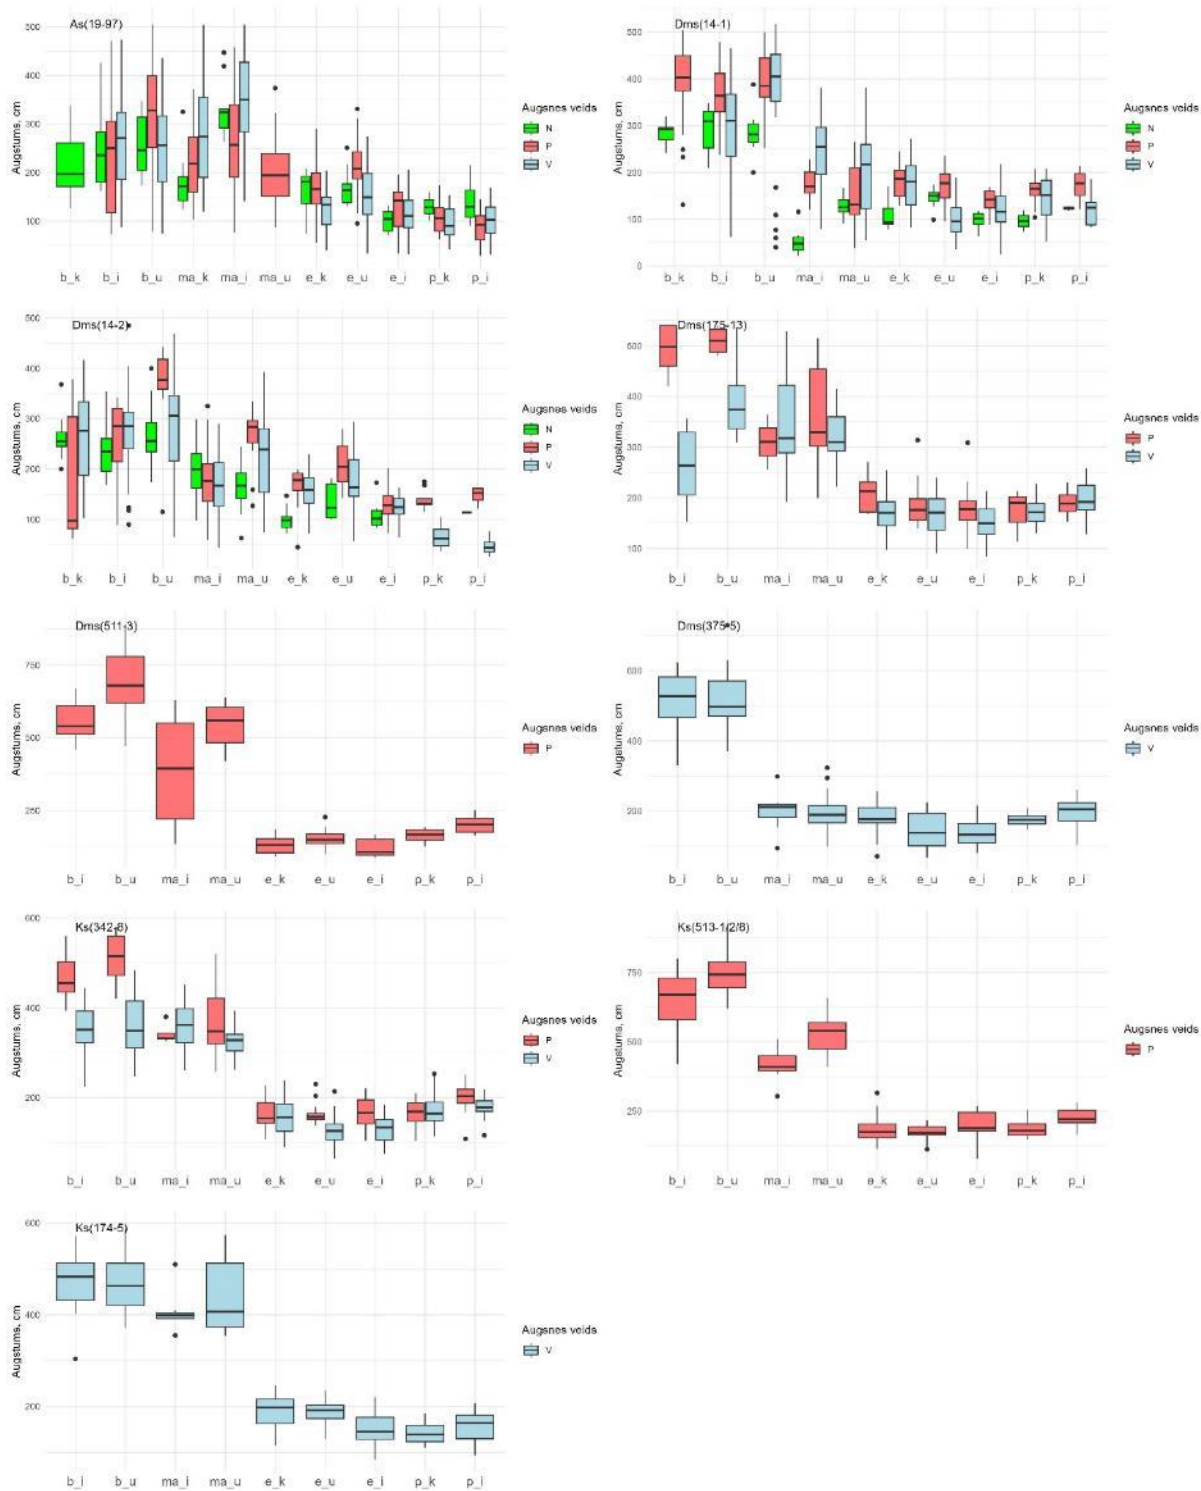 As(19-97)
500
400
300
200
100
Augstums, cm
b_k b_i b_u ma_k ma_i ma_u e_k e_u e_i p_k p_i
Augsnes veids
N
P
V
Dms(14-1)
500
400
300
200
100
0
Augstums, cm
b_k b_i b_u ma_i ma_k e_k e_u e_i p_k p_i
Augsnes veids
N
P
V
Dms(14-2)
500
400
300
200
100
Augstums, cm
b_k b_i b_u ma_i ma_u e_k e_u e_i p_k p_i
Augsnes veids
N
P
V
Dms(175-13)
500
400
300
200
100
Augstums, cm
b_i b_u ma_i ma_u e_k e_u e_i p_k p_i
Augsnes veids
P
V
Dms(511-3)
750
500
250
Augstums, cm
b_i b_u ma_i ma_u e_k e_u e_i p_k p_i
Augsnes veids
P
Dms(375-5)
600
400
200
Augstums, cm
b_i b_u ma_i ma_u e_k e_u e_i p_k p_i
Augsnes veids
V
Ks(342-8)
600
400
200
Augstums, cm
b_i b_u ma_i ma_u e_k e_u e_i p_k p_i
Augsnes veids
P
V
Ks(513-1/2/8)
750
500
250
Augstums, cm
b_i b_u ma_i ma_u e_k e_u e_i p_k p_i
Augsnes veids
P
Ks(174-5)
600
400
200
Augstums, cm
b_i b_u ma_i ma_u e_k e_u e_i p_k p_i
Augsnes veids
V